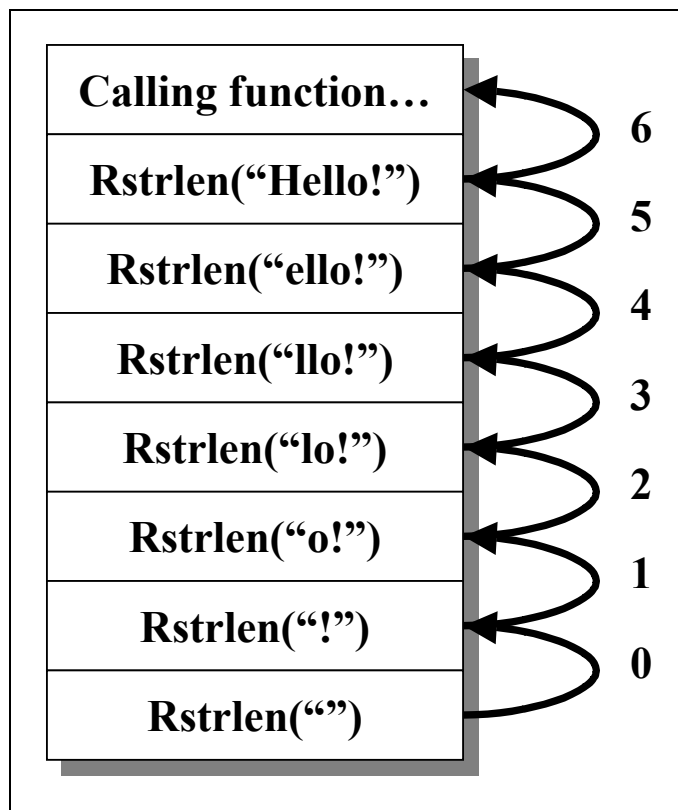 Calling function…
6
Rstrlen(“Hello!”)
5
Rstrlen(“ello!”)
4
Rstrlen(“llo!”)
3
Rstrlen(“lo!”)
2
Rstrlen(“o!”)
1
Rstrlen(“!”)
0
Rstrlen(“”)